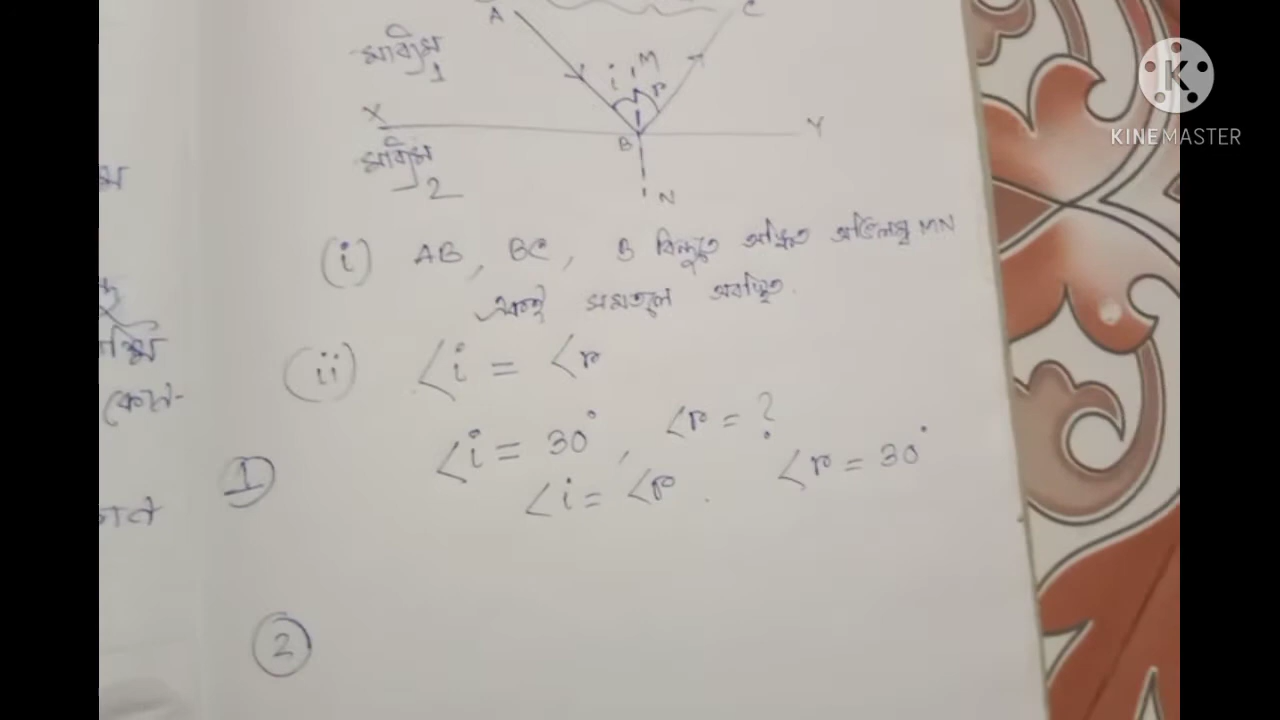 A C
মাধ্যম 1
i M r
X Y
B
মাধ্যম 2
N
(i) AB, BC, B বিন্দুতে অঙ্কিত অভিলম্ব MN
একই সমতলে অবস্থিত.
(ii) <i = <r
<i = 30°, <r = ?
1 <i = <r. <r = 30°
2
কোন-
K
KINEMASTER